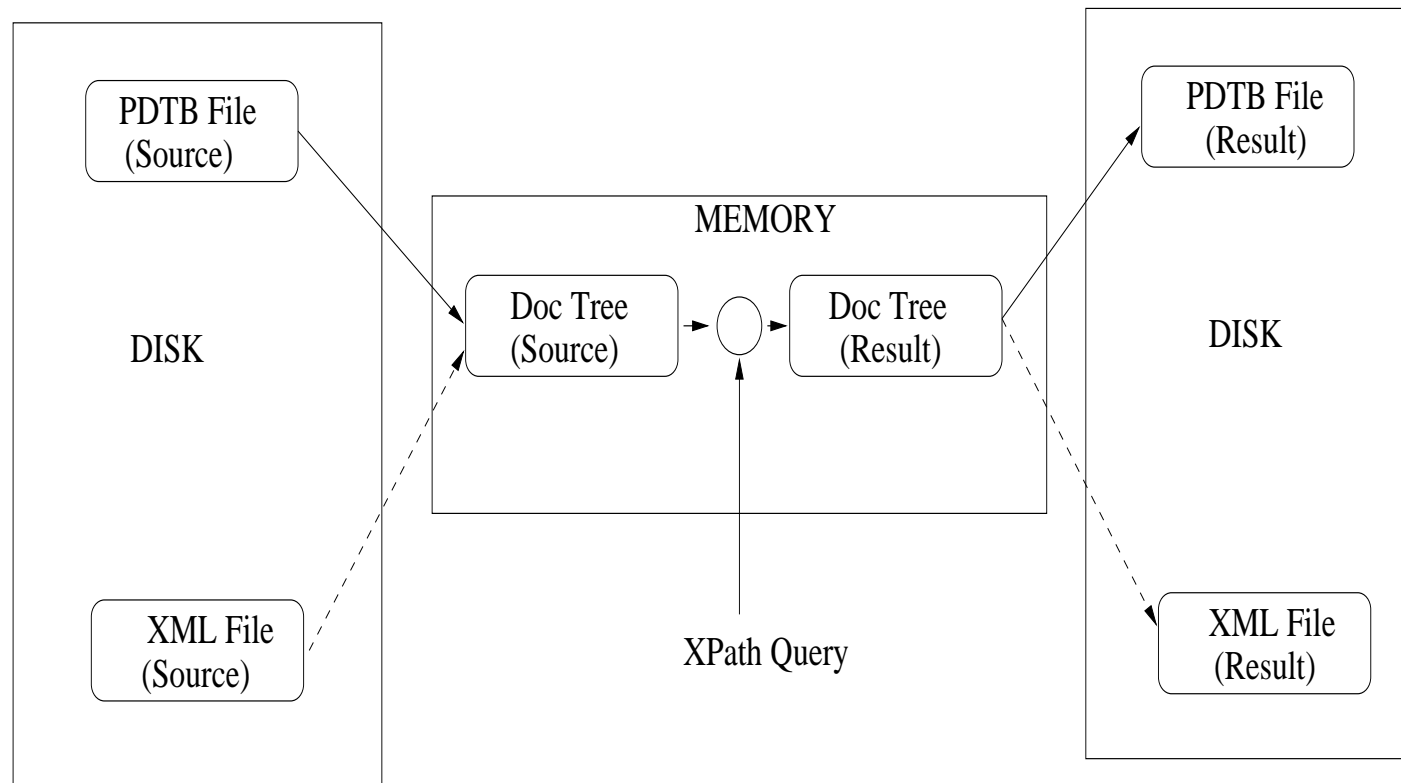 PDTB File
(Source)
DISK
XML File
(Source)
MEMORY
Doc Tree
(Source)
Doc Tree
(Result)
XPath Query
PDTB File
(Result)
DISK
XML File
(Result)